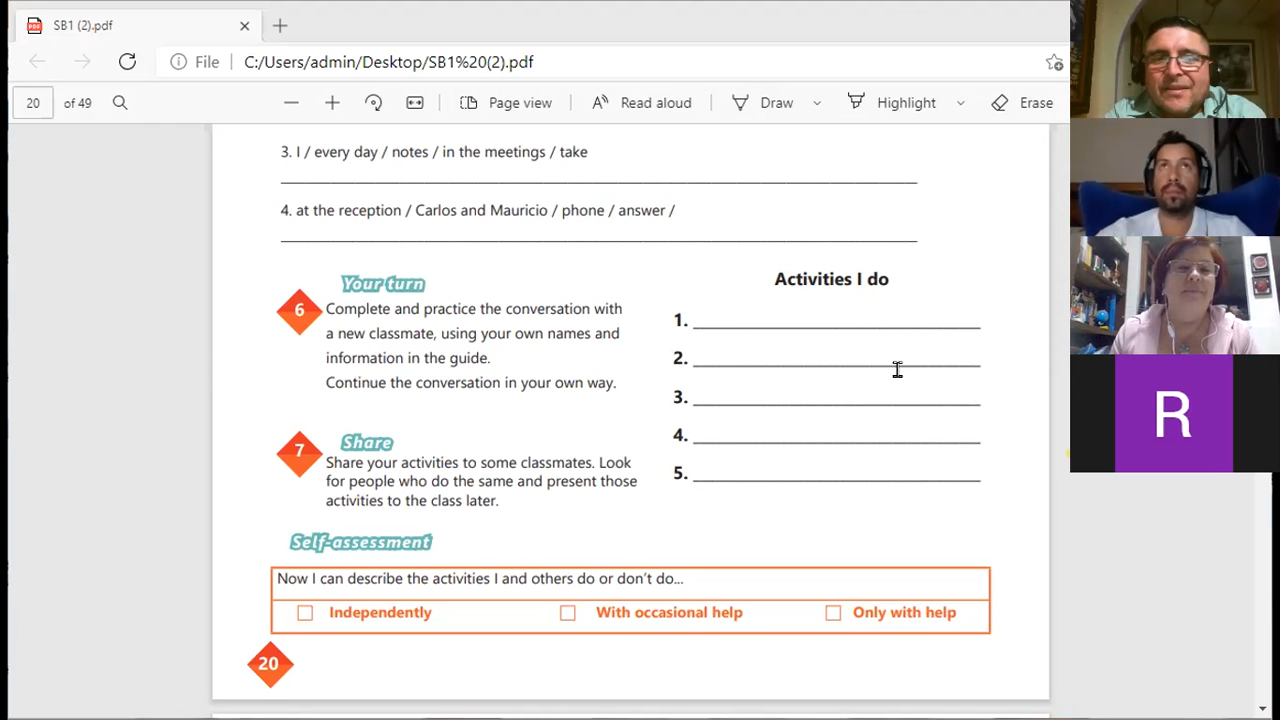 SB1 (2).pdf
File C:/Users/admin/Desktop/SB1%20(2).pdf
20 of 49 Page view Read aloud Draw Highlight Erase
3. I / every day / notes / in the meetings / take
4. at the reception / Carlos and Mauricio / phone / answer /
Your turn
6
Complete and practice the conversation with
a new classmate, using your own names and
information in the guide.
Continue the conversation in your own way.
Activities I do
1.
2.
3.
4.
5.
7
Share
Share your activities to some classmates. Look
for people who do the same and present those
activities to the class later.
Self-assessment
Now I can describe the activities I and others do or don't do...
Independently With occasional help Only with help
20
R